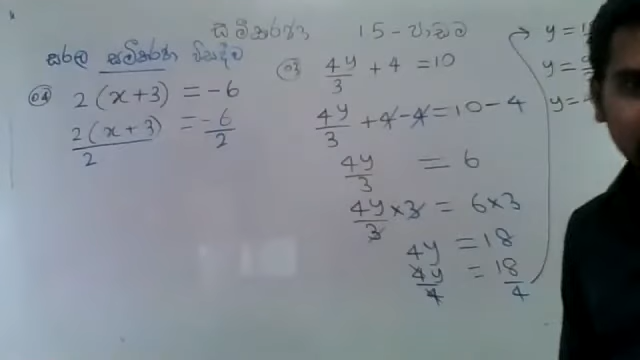 සමීකරණ 15 - පාඩම
සරල සමීකරණ විසඳීම
2(x+3) = -6
2(x+3)/2 = -6/2
03 4y/3 + 4 = 10
4y/3 + 4 - 4 = 10 - 4
4y/3 = 6
4y/3 × 3 = 6×3
4y = 18
4y/4 = 18/4
y =
y =
y =